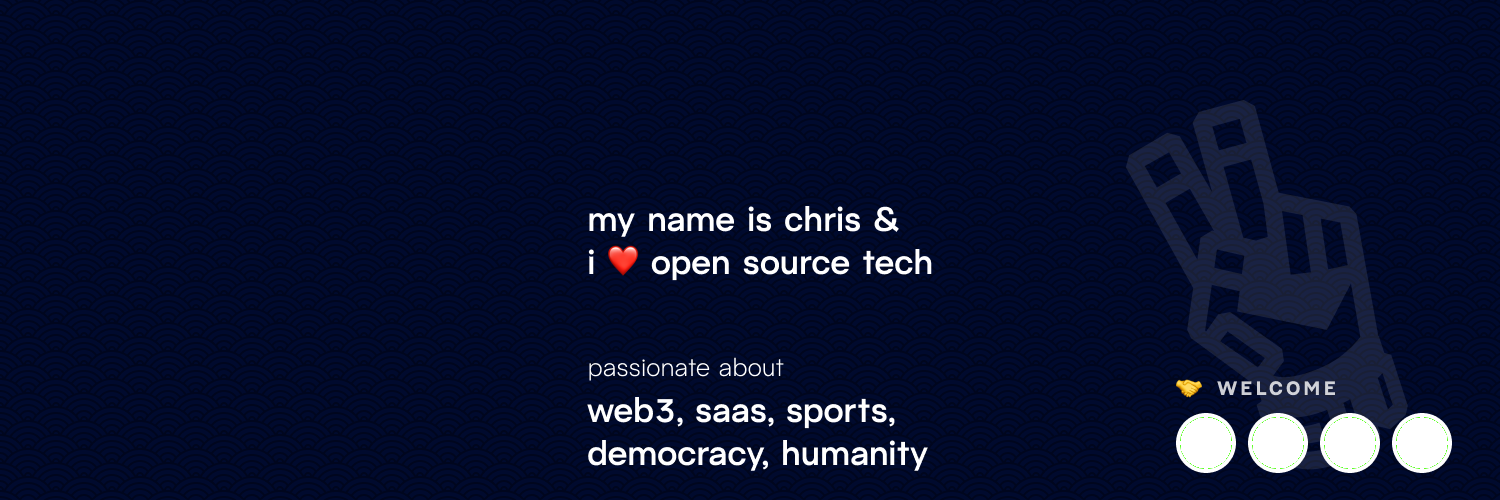 my name is chris &
i ❤️ open source tech
passionate about
web3, saas, sports,
democracy, humanity
🤝 WELCOME